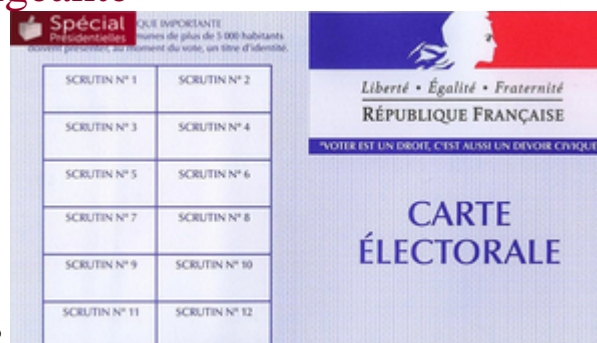 Spécial
Présidentielles
QUE IMPORTANTE
munes de plus de 5 000 habitants
doivent présenter, au moment du vote, un titre d'identité.
SCRUTIN N° 1 SCRUTIN N° 2
SCRUTIN N° 3 SCRUTIN N° 4
SCRUTIN N° 5 SCRUTIN N° 6
SCRUTIN N° 7 SCRUTIN N° 8
SCRUTIN N° 9 SCRUTIN N° 10
SCRUTIN N° 11 SCRUTIN N° 12
Liberté • Égalité • Fraternité
RÉPUBLIQUE FRANÇAISE
"VOTER EST UN DROIT, C'EST AUSSI UN DEVOIR CIVIQUE
CARTE
ÉLECTORALE